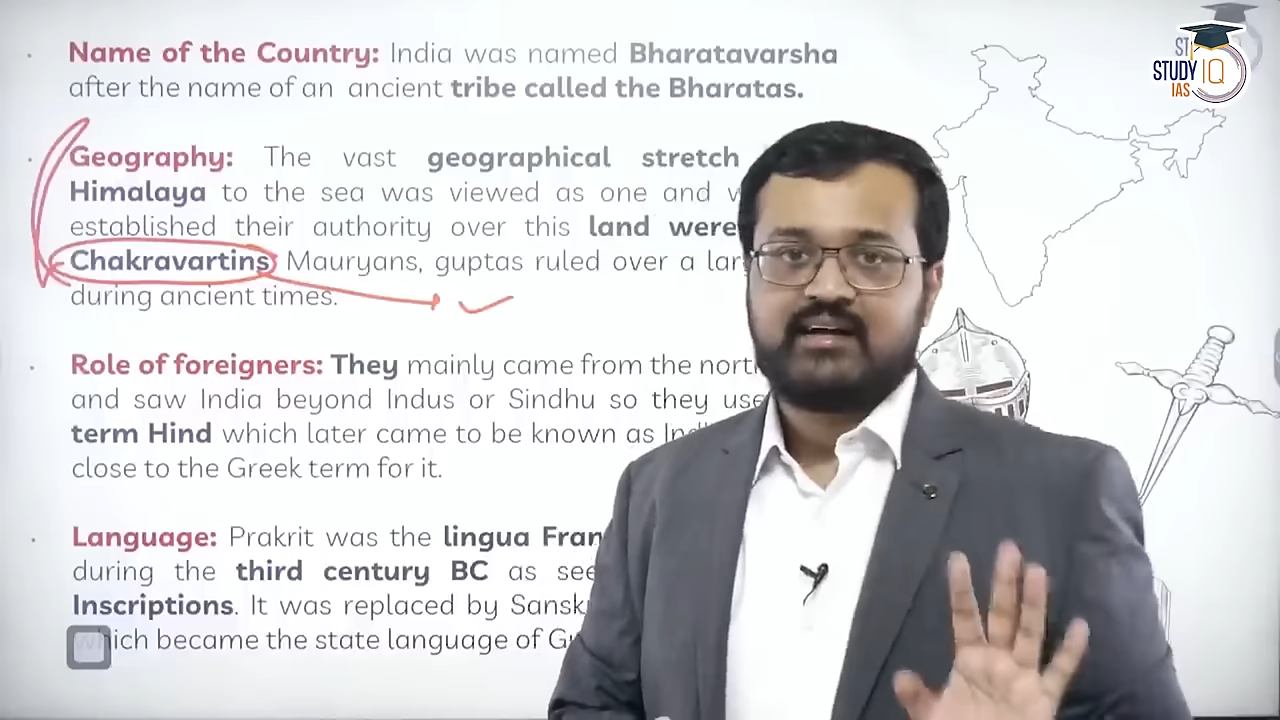 Name of the Country: India was named Bharatavarsha
after the name of an ancient tribe called the Bharatas.
Geography: The vast geographical stretch
Himalaya to the sea was viewed as one and
established their authority over this land were
Chakravartins Mauryans, guptas ruled over a
during ancient times.
Role of foreigners: They mainly came from the
and saw India beyond Indus or Sindhu so they
term Hind which later came to be known as
close to the Greek term for it.
Language: Prakrit was the lingua
during the third century BC as
Inscriptions. It was replaced by
which became the state language of
STUDY IQ
IAS